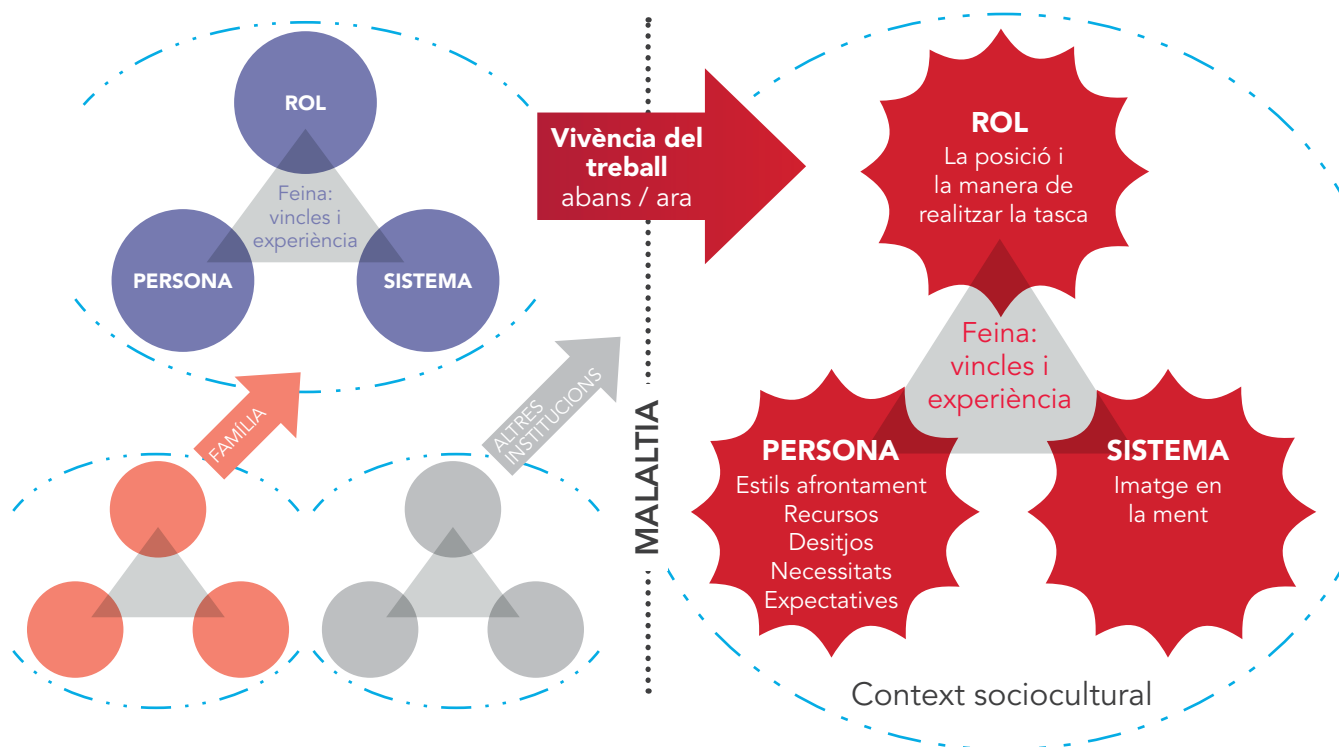 ROL
Feina:
vincles i
experiència
PERSONA
SISTEMA
FAMÍLIA
ALTRES
INSTITUCIONS
Vivència del
treball
abans / ara
MALALTIA
ROL
La posició i
la manera de
realitzar la tasca
Feina:
vincles i
experiència
PERSONA
Estils afrontament
Recursos
Desitjos
Necessitats
Expectatives
SISTEMA
Imatge en
la ment
Context sociocultural